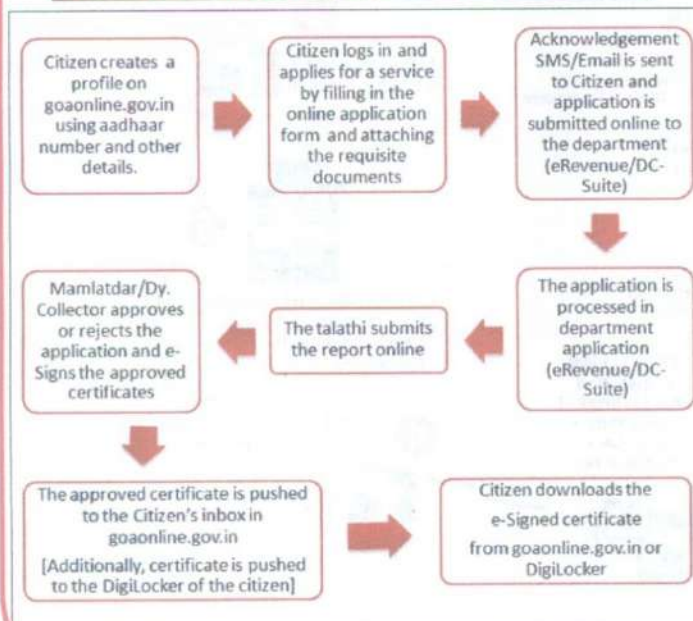 Citizen creates a
profile on
goaonline.gov.in
using aadhaar
number and other
details.
Citizen logs in and
applies for a service
by filling in the
online application
form and attaching
the requisite
documents
Acknowledgement
SMS/Email is sent
to Citizen and
application is
submitted online to
the department
(eRevenue/DC-
Suite)
The application is
processed in
department
application
(eRevenue/DC-
Suite)
The talathi submits
the report online
Mamlatdar/Dy.
Collector approves
or rejects the
application and e-
Signs the approved
certificates
The approved certificate is pushed
to the Citizen's inbox in
goaonline.gov.in
[Additionally, certificate is pushed
to the DigiLocker of the citizen]
Citizen downloads the
e-Signed certificate
from goaonline.gov.in or
DigiLocker